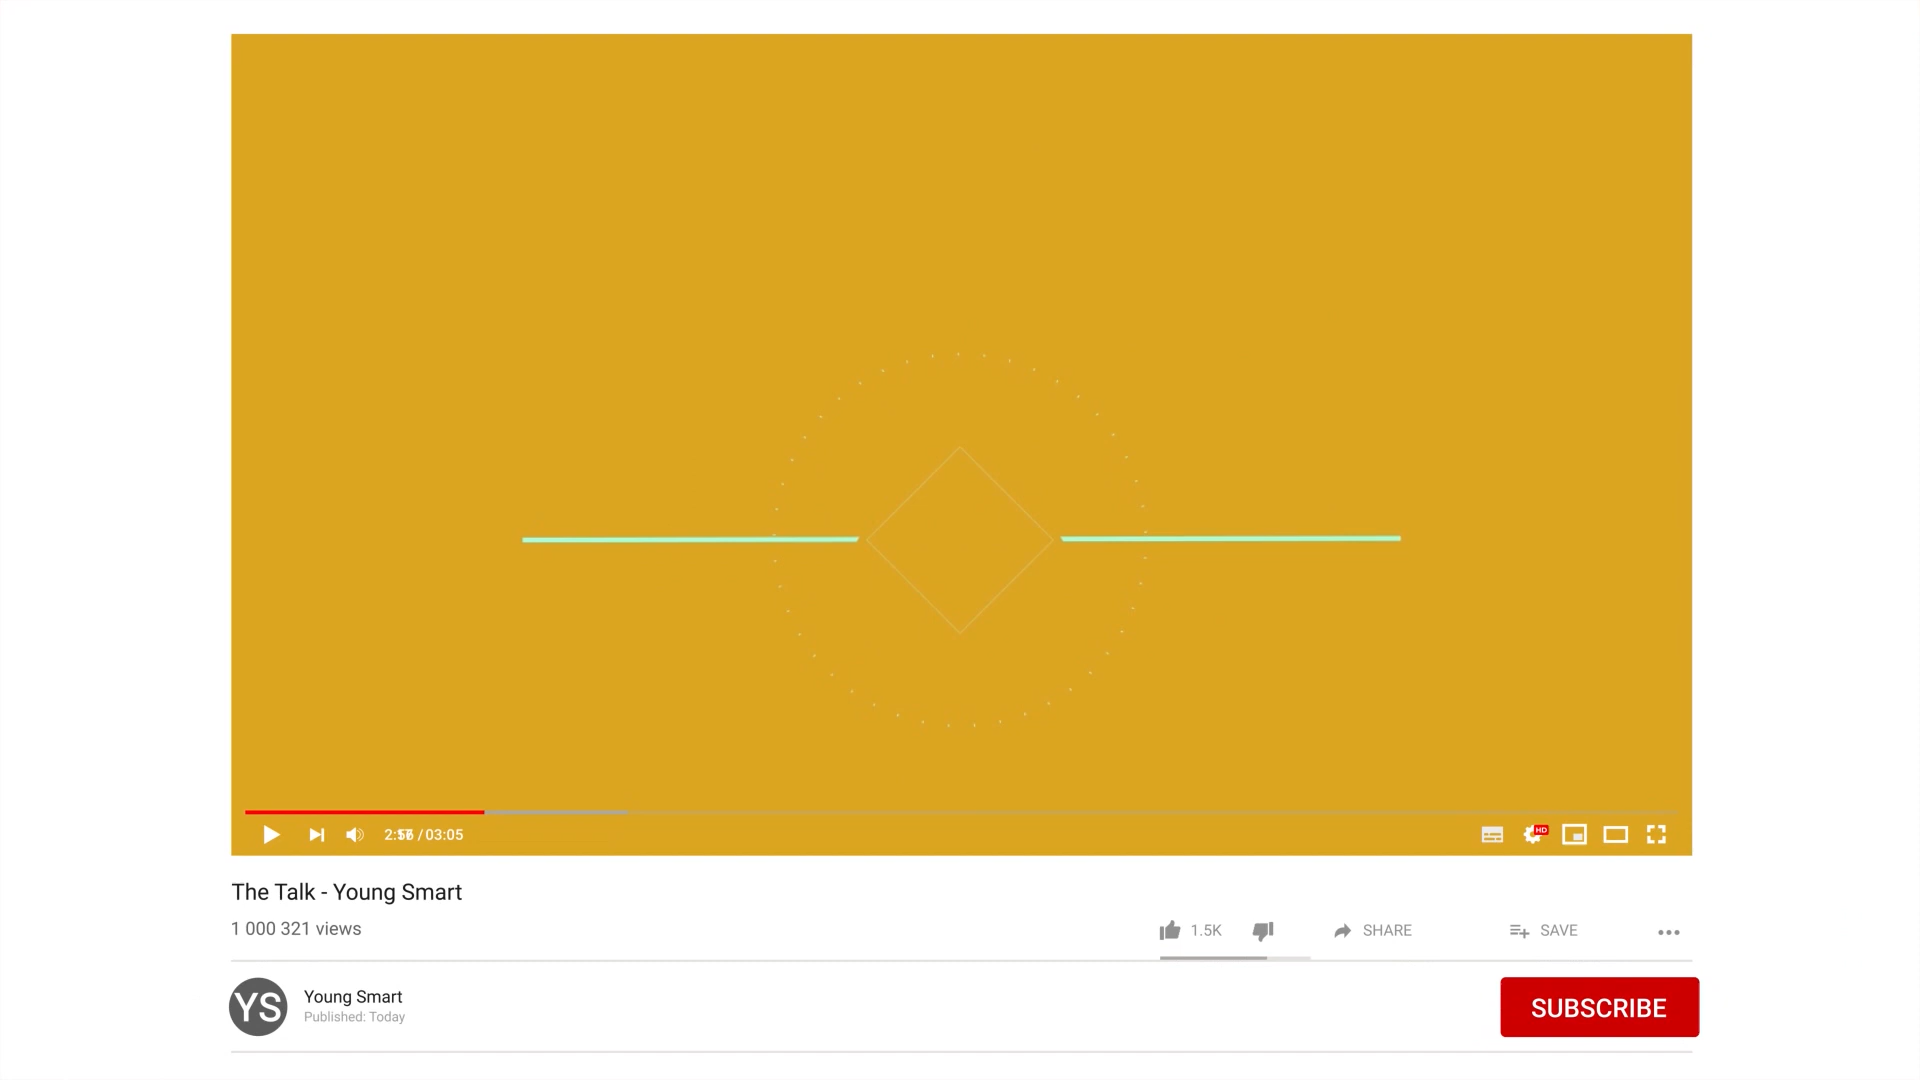 / 03:05
HD
The Talk - Young Smart
1 000 321 views
1.5K
SHARE
SAVE
YS
Young Smart
Published: Today
SUBSCRIBE